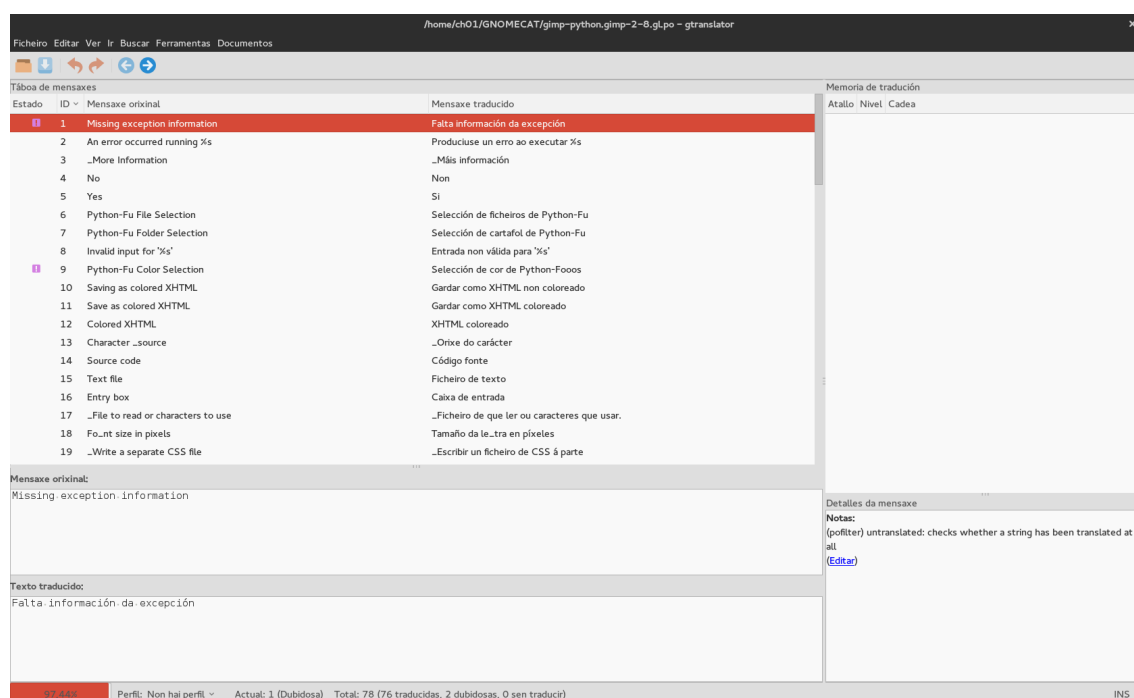 /home/ch01/GNOMECAT/gimp-python.gimp-2-8.gl.po - gtranslator
Ficheiro Editar Ver Ir Buscar Ferramentas Documentos
Táboa de mensaxes
Estado ID Mensaxe orixinal Mensaxe traducido
1 Missing exception information Falta información da excepción
2 An error occurred running %s Produciuse un erro ao executar %s
3 _More Information _Máis información
4 No Non
5 Yes Si
6 Python-Fu File Selection Selección de ficheiros de Python-Fu
7 Python-Fu Folder Selection Selección de cartafol de Python-Fu
8 Invalid input for '%s' Entrada non válida para '%s'
9 Python-Fu Color Selection Selección de cor de Python-Fooos
10 Saving as colored XHTML Gardar como XHTML non coloreado
11 Save as colored XHTML Gardar como XHTML coloreado
12 Colored XHTML XHTML coloreado
13 Character _source _Orixe do carácter
14 Source code Código fonte
15 Text file Ficheiro de texto
16 Entry box Caixa de entrada
17 _File to read or characters to use _Ficheiro de que ler ou caracteres que usar.
18 Fo_nt size in pixels Tamaño da le_tra en píxeles
19 _Write a separate CSS file _Escribir un ficheiro de CSS á parte
Mensaxe orixinal:
Missing exception information
Texto traducido:
Falta información da excepción
Memoria de tradución
Atallo Nivel Cadea
Detalles da mensaxe
Notas:
(pofilter) untranslated: checks whether a string has been translated at
all
(Editar)
97,44% Perfil: Non hai perfil Actual: 1 (Dubidosa) Total: 78 (76 traducidas, 2 dubidosas, 0 sen traducir) INS